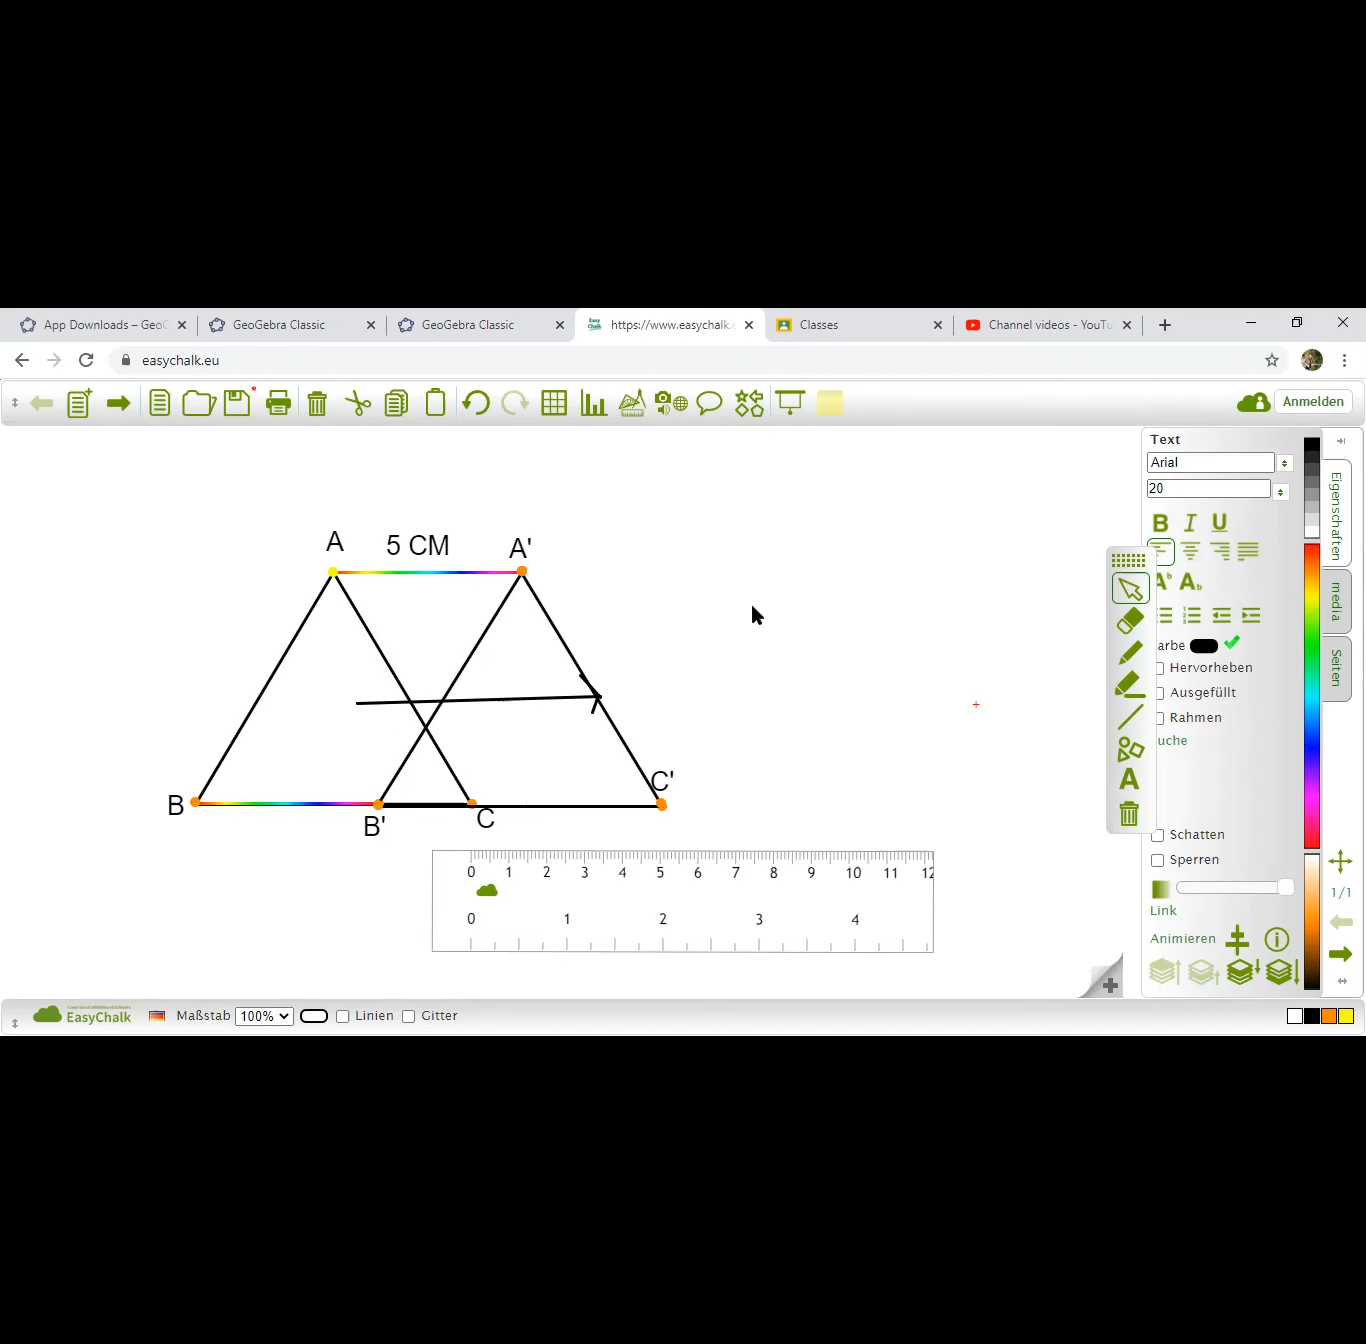 App Downloads – GeoG
GeoGebra Classic
GeoGebra Classic
https://www.easychalk.e
Classes
Channel videos - YouTu
easychalk.eu
Anmelden
Text
Arial
20
B I U
Eigenschaften
media
Seiten
A 5 CM A'
arbe
Hervorheben
Ausgefüllt
Rahmen
uche
C'
B
B'
C
Schatten
Sperren
0 1 2 3 4 5 6 7 8 9 10 11 12
0 1 2 3 4
1/1
Link
Animieren
EasyChalk
Maßstab 100% Linien Gitter